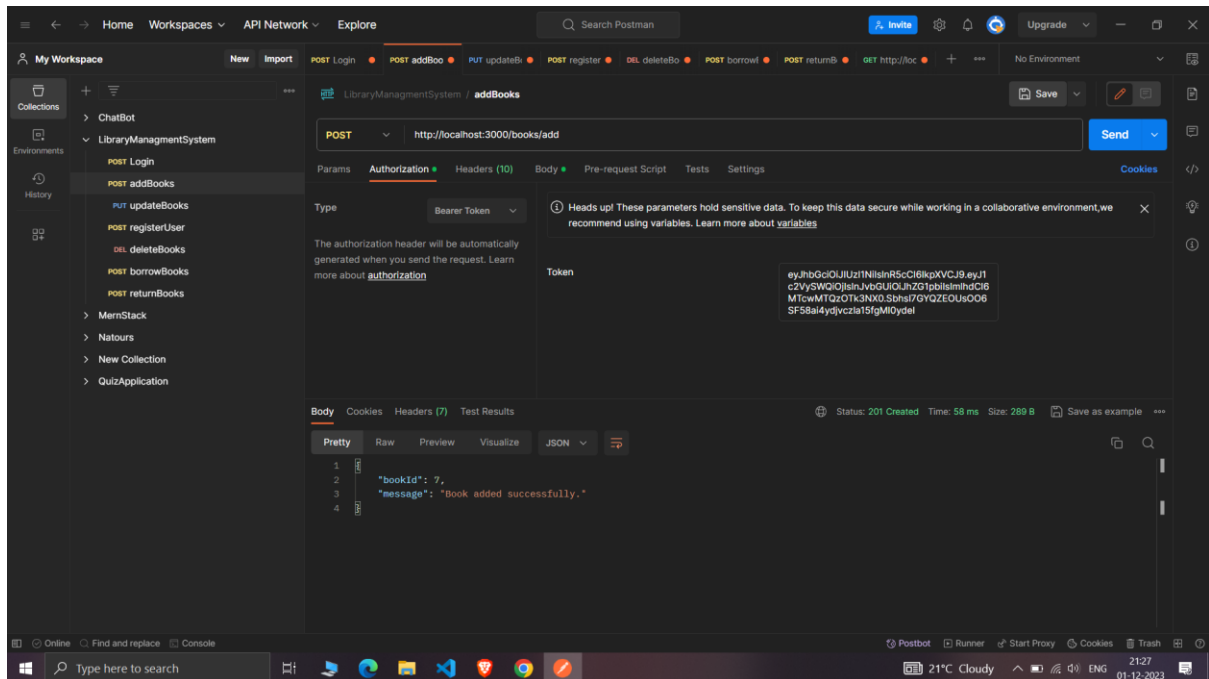 Home Workspaces API Network Explore Search Postman Invite Upgrade
My Workspace New Import POST Login POST addBoo PUT updateB POST register DEL deleteBo POST borrowl POST returnB GET http://loc No Environment
Collections
Environments
History
ChatBot
LibraryManagmentSystem
POST Login
POST addBooks
PUT updateBooks
POST registerUser
DEL deleteBooks
POST borrowBooks
POST returnBooks
MernStack
Natours
New Collection
QuizApplication
HTTP LibraryManagmentSystem / addBooks Save
POST http://localhost:3000/books/add Send
Params Authorization Headers (10) Body Pre-request Script Tests Settings Cookies
Type Bearer Token
The authorization header will be automatically
generated when you send the request. Learn
more about authorization
Heads up! These parameters hold sensitive data. To keep this data secure while working in a collaborative environment,we
recommend using variables. Learn more about variables
Token
Body Cookies Headers (7) Test Results Status: 201 Created Time: 58 ms Size: 289 B Save as example
Pretty Raw Preview Visualize JSON
1 {
2 "bookId": 7,
3 "message": "Book added successfully."
4 }
Online Find and replace Console Postbot Runner Start Proxy Cookies Trash
Type here to search 21°C Cloudy ENG 21:27
01-12-2023